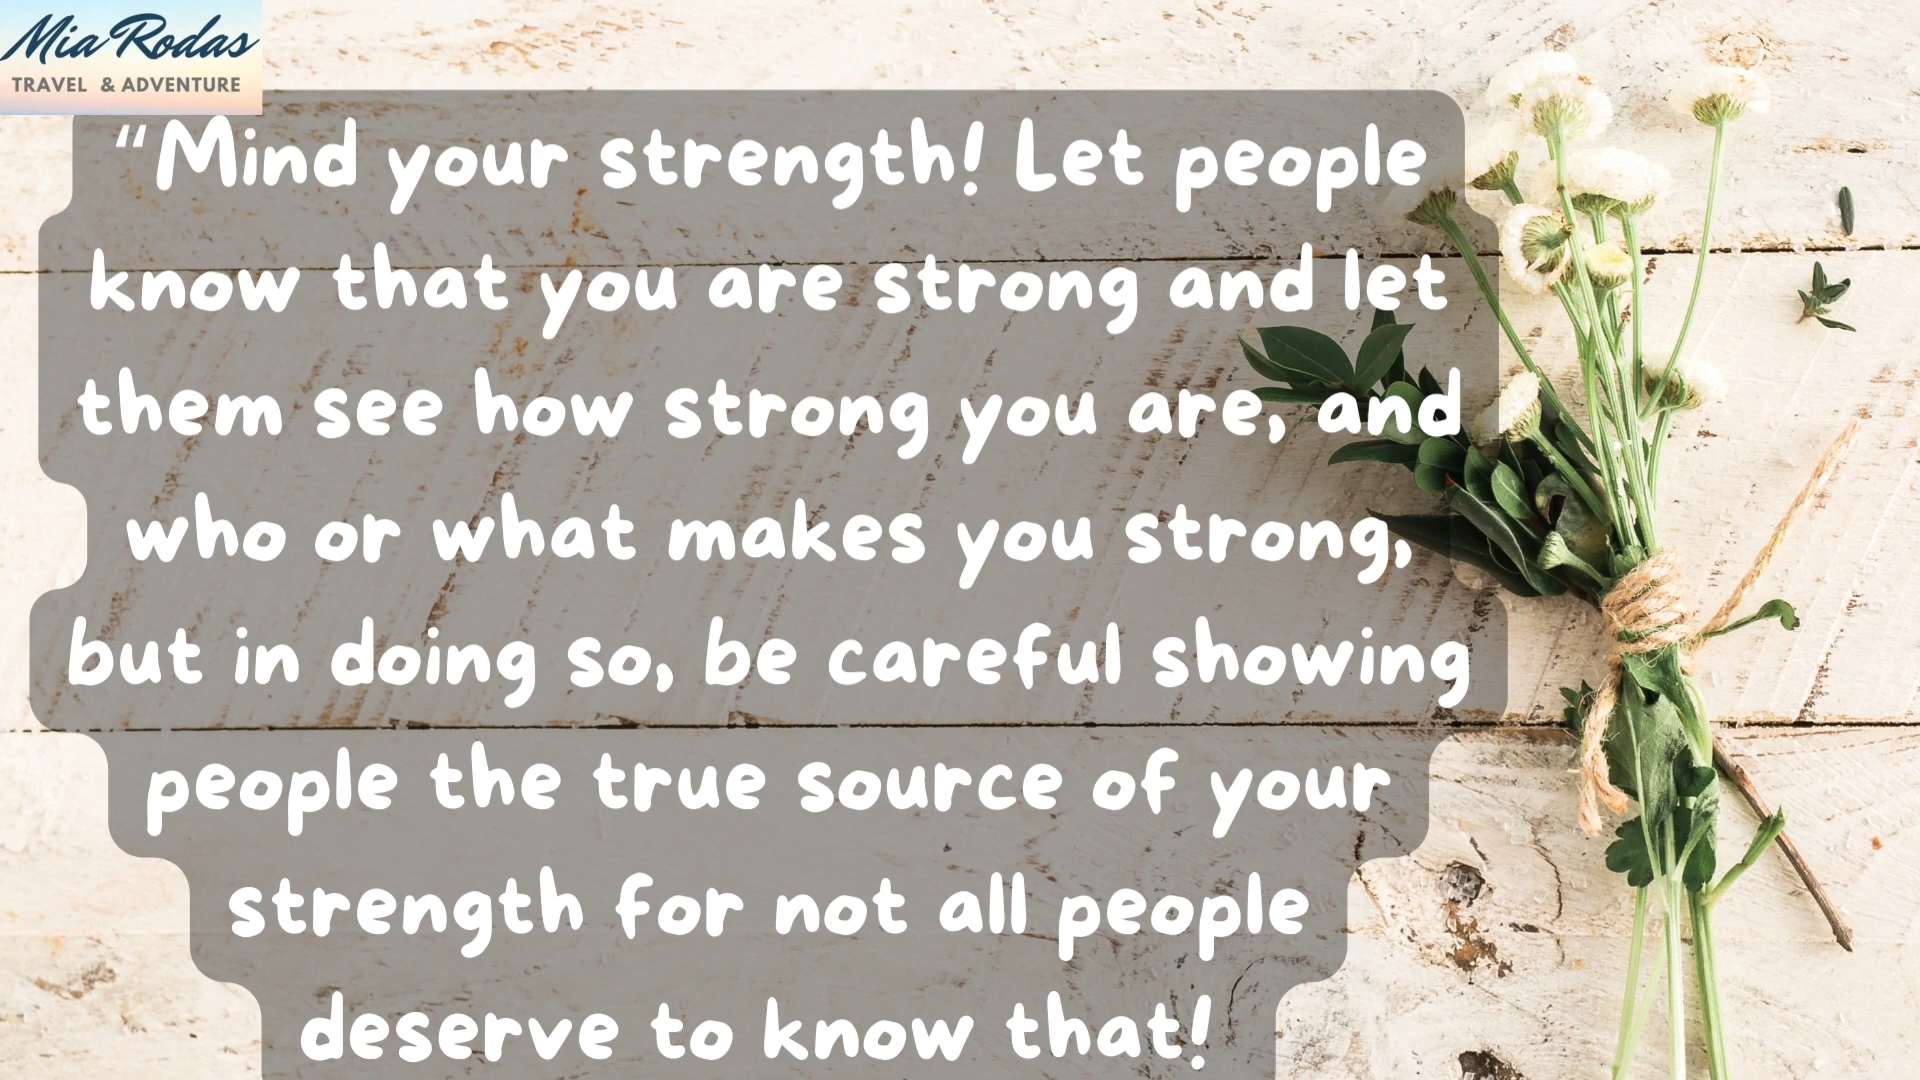 Mia Rodas
TRAVEL & ADVENTURE
“Mind your strength! Let people
know that you are strong and let
them see how strong you are, and
who or what makes you strong,
but in doing so, be careful showing
people the true source of your
strength for not all people
deserve to know that!